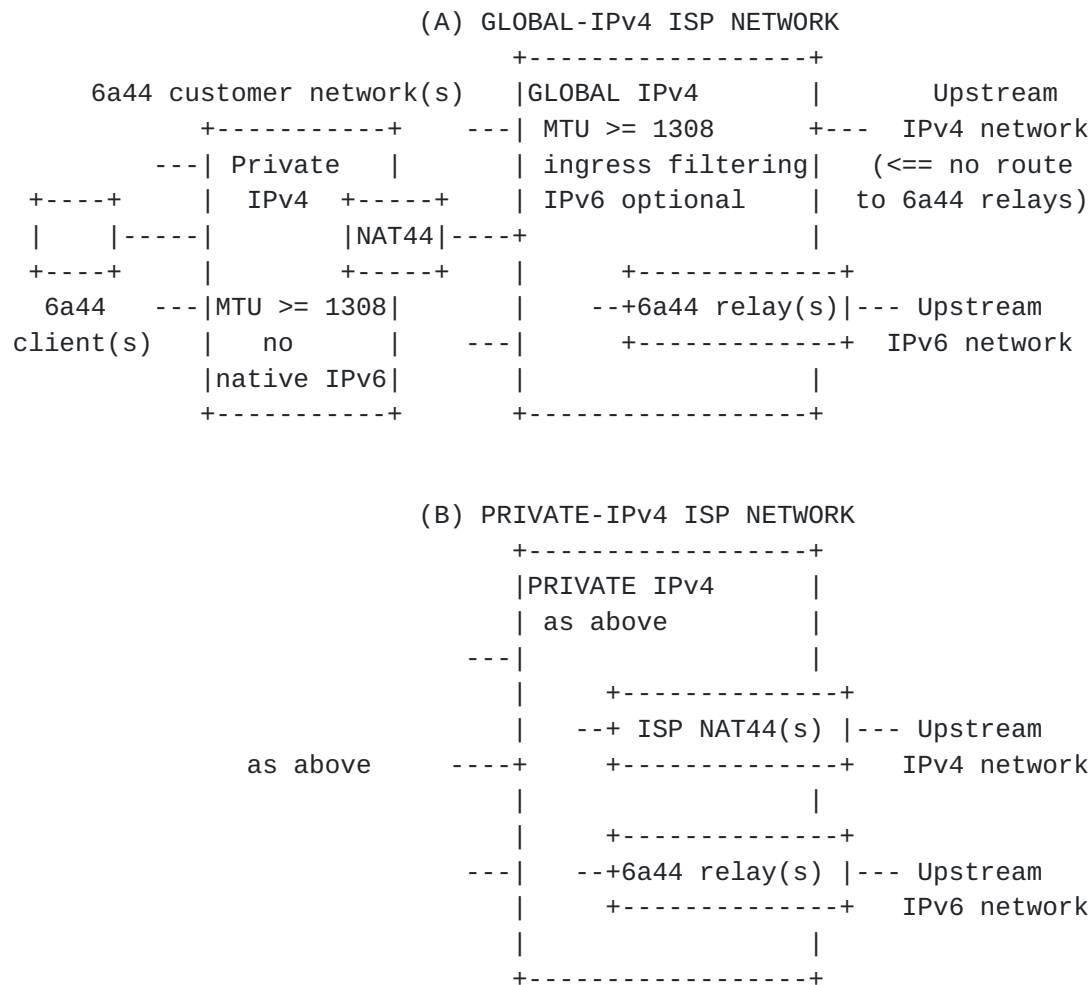 (A) GLOBAL-IPv4 ISP NETWORK
+------------------+
6a44 customer network(s)   |GLOBAL IPv4       |       Upstream
+-----------+    ---| MTU >= 1308      +---  IPv4 network
---| Private   |       | ingress filtering|   (<== no route
+----+     |  IPv4  +-----+    | IPv6 optional    |  to 6a44 relays)
|    |-----|        |NAT44|----+                  |
+----+     |        +-----+    |      +-------------+
6a44   ---|MTU >= 1308|       |    --+6a44 relay(s)|--- Upstream
client(s)   |   no      |    ---|      +-------------+  IPv6 network
|native IPv6|       |                  |
+-----------+       +------------------+
(B) PRIVATE-IPv4 ISP NETWORK
+------------------+
|PRIVATE IPv4      |
| as above         |
---|                  |
|     +--------------+
|   --+ ISP NAT44(s) |--- Upstream
as above     ----+     +--------------+   IPv4 network
|                |
|     +--------------+
---|   --+6a44 relay(s) |--- Upstream
|     +--------------+   IPv6 network
|                  |
+------------------+